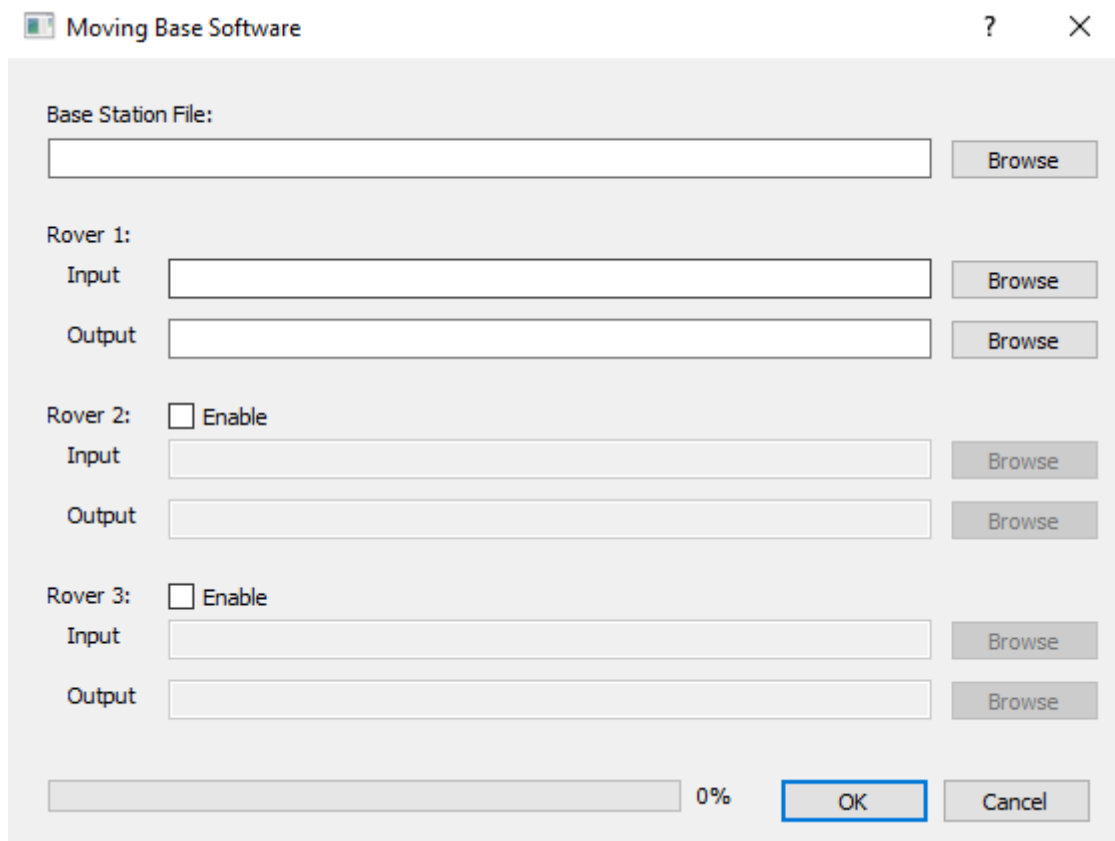 Moving Base Software ?
Base Station File:
Browse
Rover 1:
Input Browse
Output Browse
Rover 2: Enable
Input Browse
Output Browse
Rover 3: Enable
Input Browse
Output Browse
0% OK Cancel